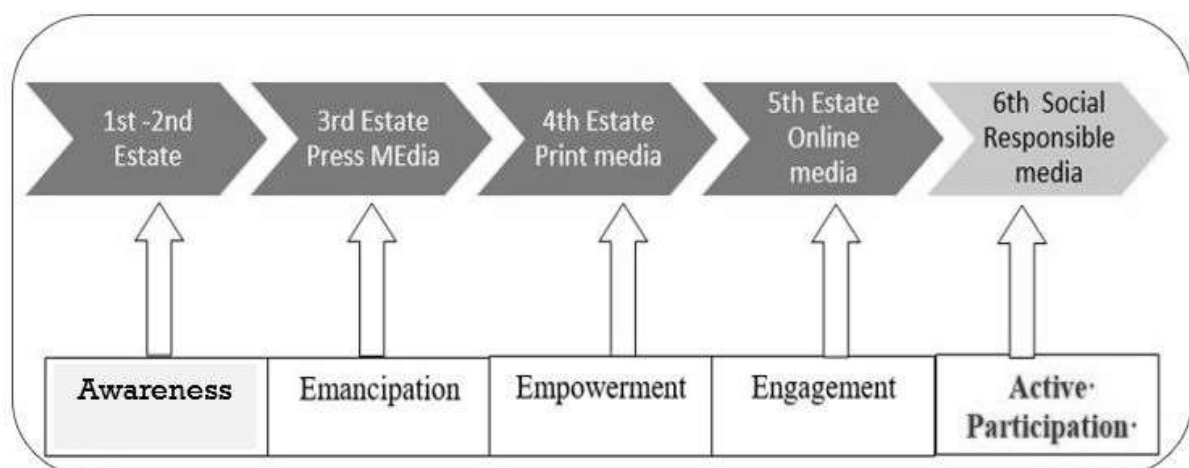 1st -2nd
Estate
3rd Estate
Press MEdia
4th Estate
Print media
5th Estate
Online
media
6th Social
Responsible
media
Awareness
Emancipation
Empowerment
Engagement
Active·
Participation·